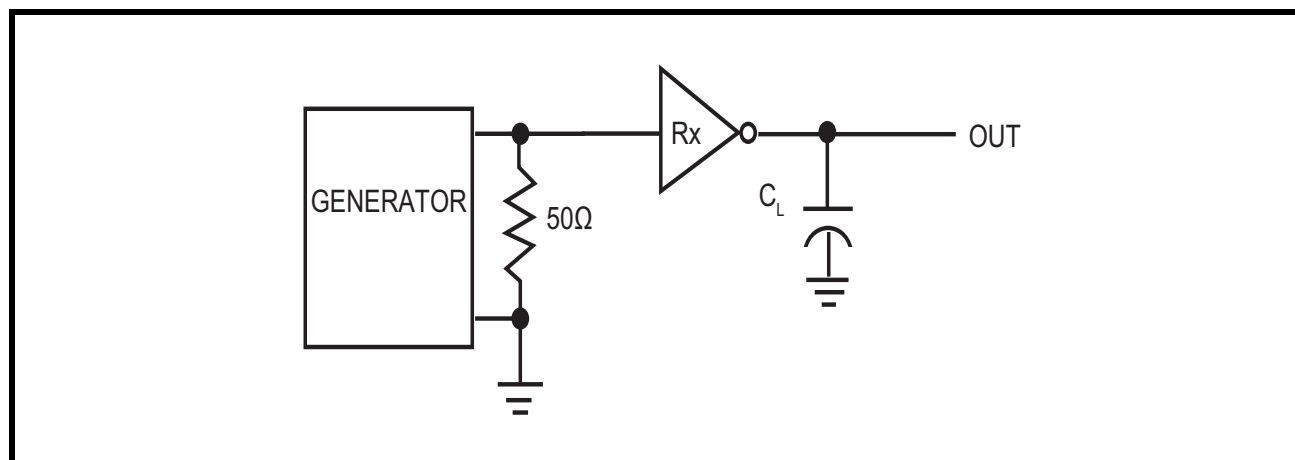 GENERATOR
50Ω
Rx
C_L
OUT